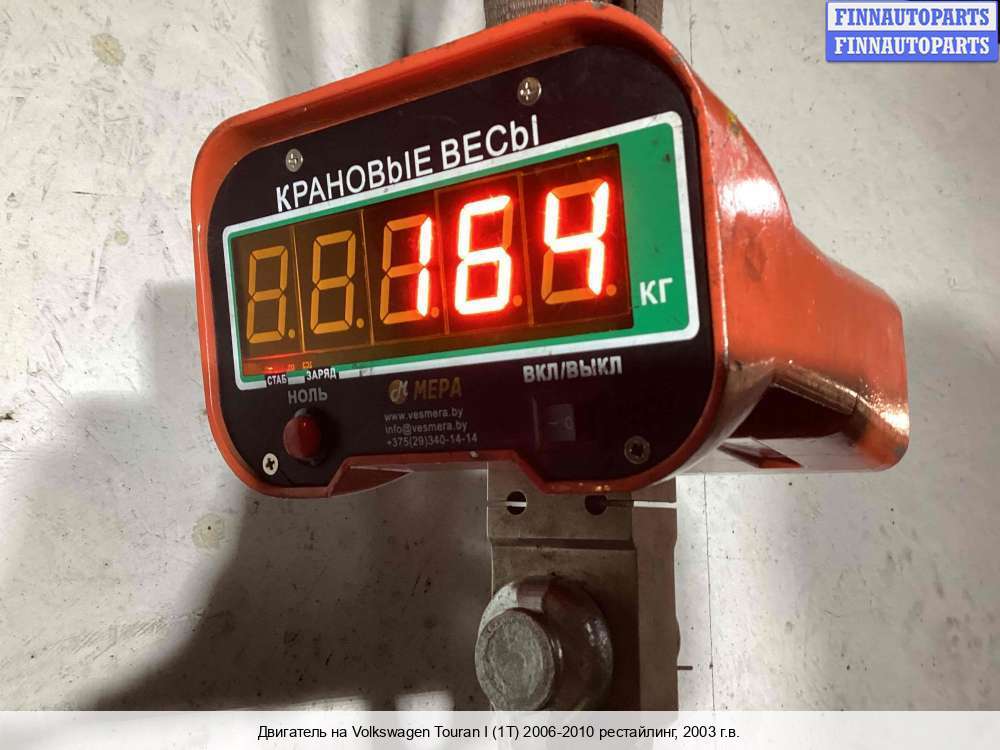 FINNAUTOPARTS
FINNAUTOPARTS
КРАНОВЫЕ ВЕСЫ
164
КГ
СТАБ ЗАРЯД
НОЛЬ
МЕРА
ВКЛ/ВЫКЛ
www.vesmera.by
info@vesmera.by
+375(29)340-14-14
Двигатель на Volkswagen Touran I (1T) 2006-2010 рестайлинг, 2003 г.в.